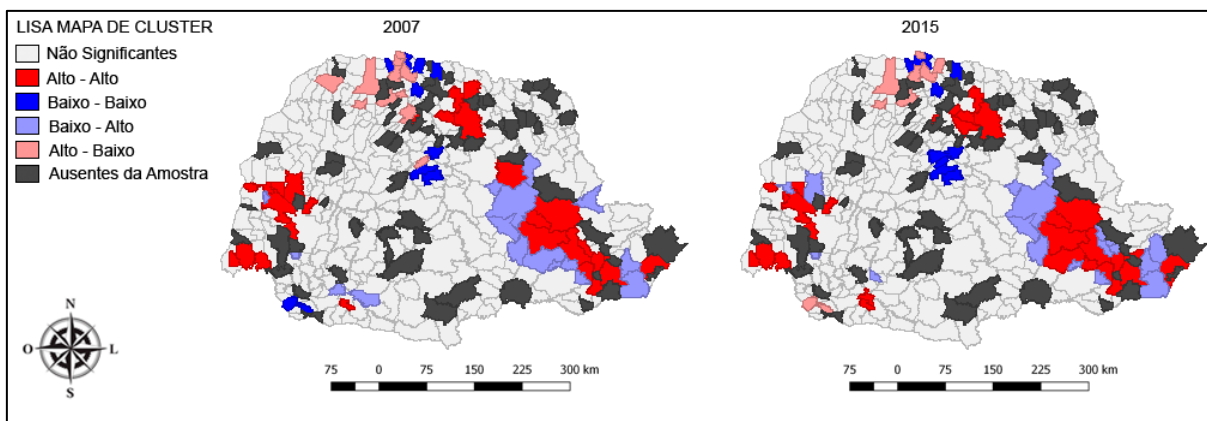 LISA MAPA DE CLUSTER
Não Significantes
Alto - Alto
Baixo - Baixo
Baixo - Alto
Alto - Baixo
Ausentes da Amostra
2007
2015
N
O
L
S
75 0 75 150 225 300 km
75 0 75 150 225 300 km